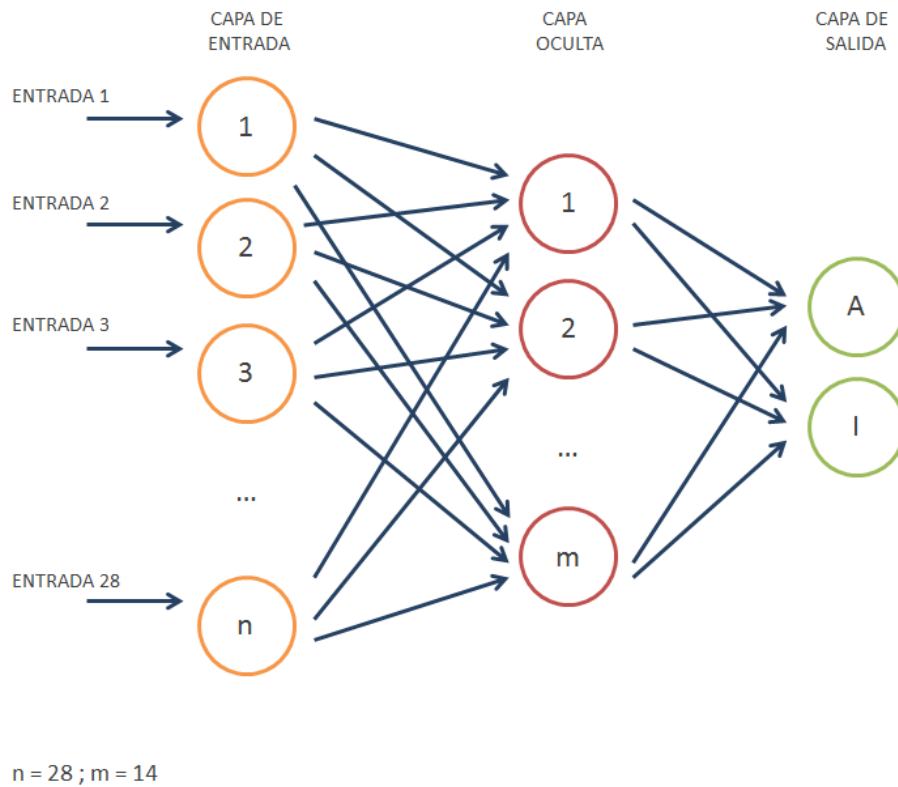 CAPA DE
ENTRADA
CAPA
OCULTA
CAPA DE
SALIDA
ENTRADA 1
1
ENTRADA 2
2
ENTRADA 3
3
...
ENTRADA 28
n
1
2
...
m
A
I
n = 28 ; m = 14